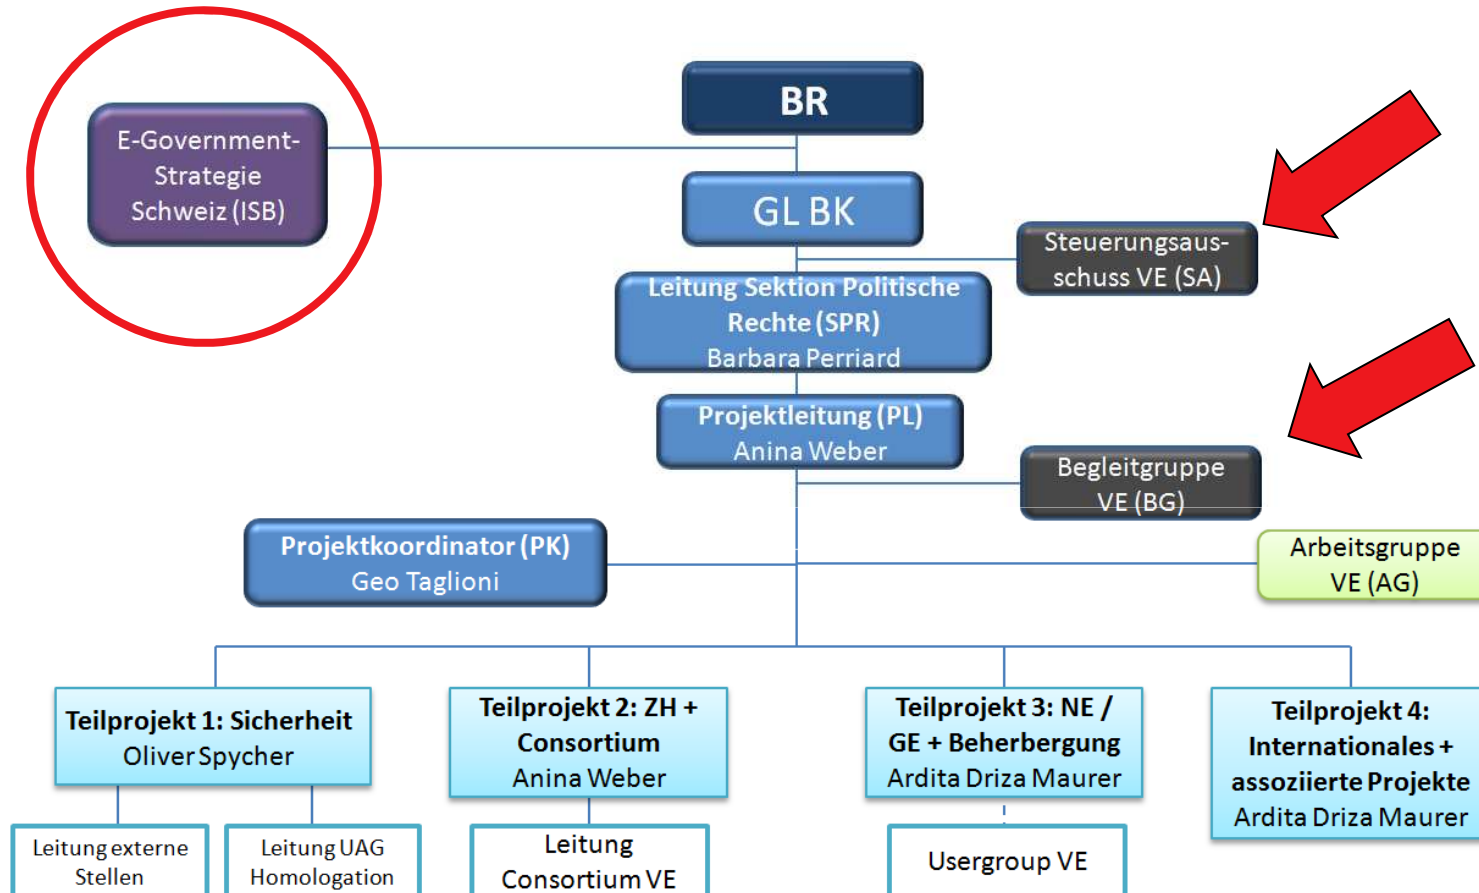 BR
E-Government-
Strategie
Schweiz (ISB)
GL BK
Steuerungsaus-
schuss VE (SA)
Leitung Sektion Politische
Rechte (SPR)
Barbara Perriard
Projektleitung (PL)
Anina Weber
Begleitgruppe
VE (BG)
Projektkoordinator (PK)
Geo Taglioni
Arbeitsgruppe
VE (AG)
Teilprojekt 1: Sicherheit
Oliver Spycher
Teilprojekt 2: ZH +
Consortium
Anina Weber
Teilprojekt 3: NE /
GE + Beherbergung
Ardita Driza Maurer
Teilprojekt 4:
Internationales +
assoziierte Projekte
Ardita Driza Maurer
Leitung externe
Stellen
Leitung UAG
Homologation
Leitung
Consortium VE
Usergroup VE